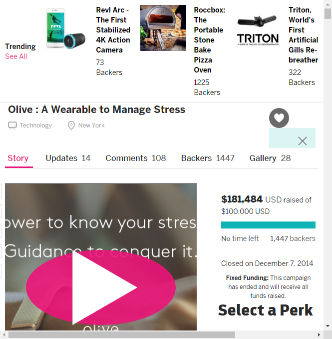 Trending
See All
Revl Arc -
The First
Stabilized
4K Action
Camera
73
Backers
Roccbox:
The
Portable
Stone
Bake
Pizza
Oven
1225
Backers
TRITON
Triton,
World's
First
Artificial
Gills Re-
breather
322
Backers
Olive : A Wearable to Manage Stress
Technology
New York
Story
Updates 14
Comments 108
Backers 1447
Gallery 28
ower to know your stres
Guidance to conquer it.
olive
$181,484 USD raised of
$100,000 USD
No time left 1,447 backers
Closed on December 7, 2014
Fixed Funding: This campaign
has ended and will receive all
funds raised.
Select a Perk